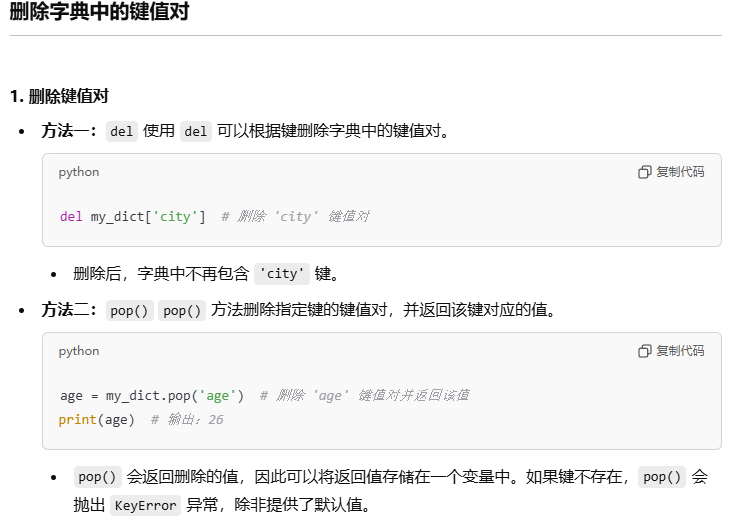 删除字典中的键值对
1. 删除键值对
• 方法一：del 使用 del 可以根据键删除字典中的键值对。
python 复制代码
del my_dict['city']  # 删除 'city' 键值对
• 删除后，字典中不再包含 'city' 键。
• 方法二：pop() pop() 方法删除指定键的键值对，并返回该键对应的值。
python 复制代码
age = my_dict.pop('age')  # 删除 'age' 键值对并返回该值
print(age)  # 输出：26
• pop() 会返回删除的值，因此可以将返回值存储在一个变量中。如果键不存在，pop() 会
抛出 KeyError 异常，除非提供了默认值。